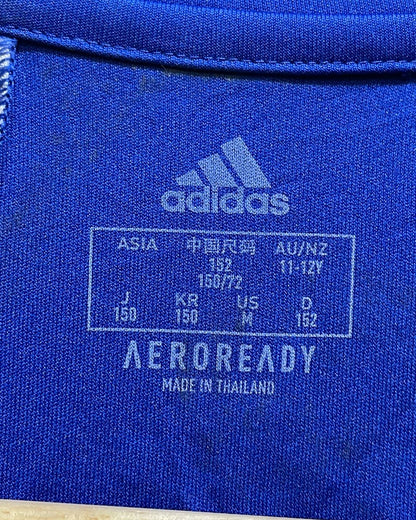 adidas
ASIA 中国尺码 AU/NZ
152 11-12Y
150/72
J KR US D
150 150 M 152
AEROREADY
MADE IN THAILAND